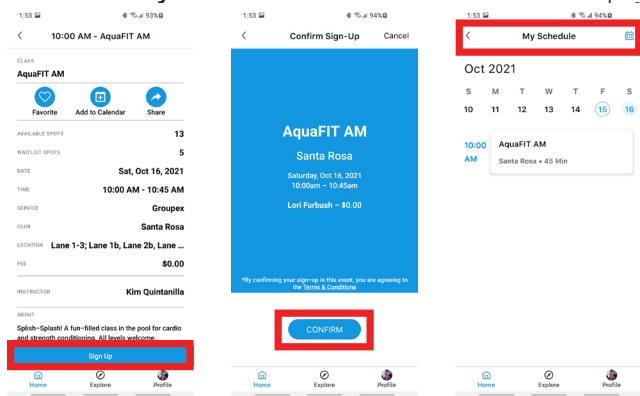 1:53
93%
10:00 AM - AquaFIT AM
CLASS
AquaFIT AM
Favorite
Add to Calendar
Share
AVAILABLE SPOTS 13
WAITLIST SPOTS 5
DATE Sat, Oct 16, 2021
TIME 10:00 AM - 10:45 AM
SERVICE Groupex
CLUB Santa Rosa
LOCATION Lane 1-3; Lane 1b, Lane 2b, Lane ...
FEE $0.00
INSTRUCTOR Kim Quintanilla
ABOUT
Splish-Splash! A fun-filled class in the pool for cardio
and strength conditioning. All levels welcome.
Sign Up
Home Explore Profile
1:53
94%
Confirm Sign-Up Cancel
AquaFIT AM
Santa Rosa
Saturday, Oct 16, 2021
10:00am - 10:45am
Lori Furbush - $0.00
*By confirming your sign-up in this event, you are agreeing to
the Terms & Conditions
CONFIRM
Home Explore Profile
1:53
94%
My Schedule
Oct 2021
S M T W T F S
10 11 12 13 14 15 16
10:00 AquaFIT AM
AM Santa Rosa • 45 Min
Home Explore Profile